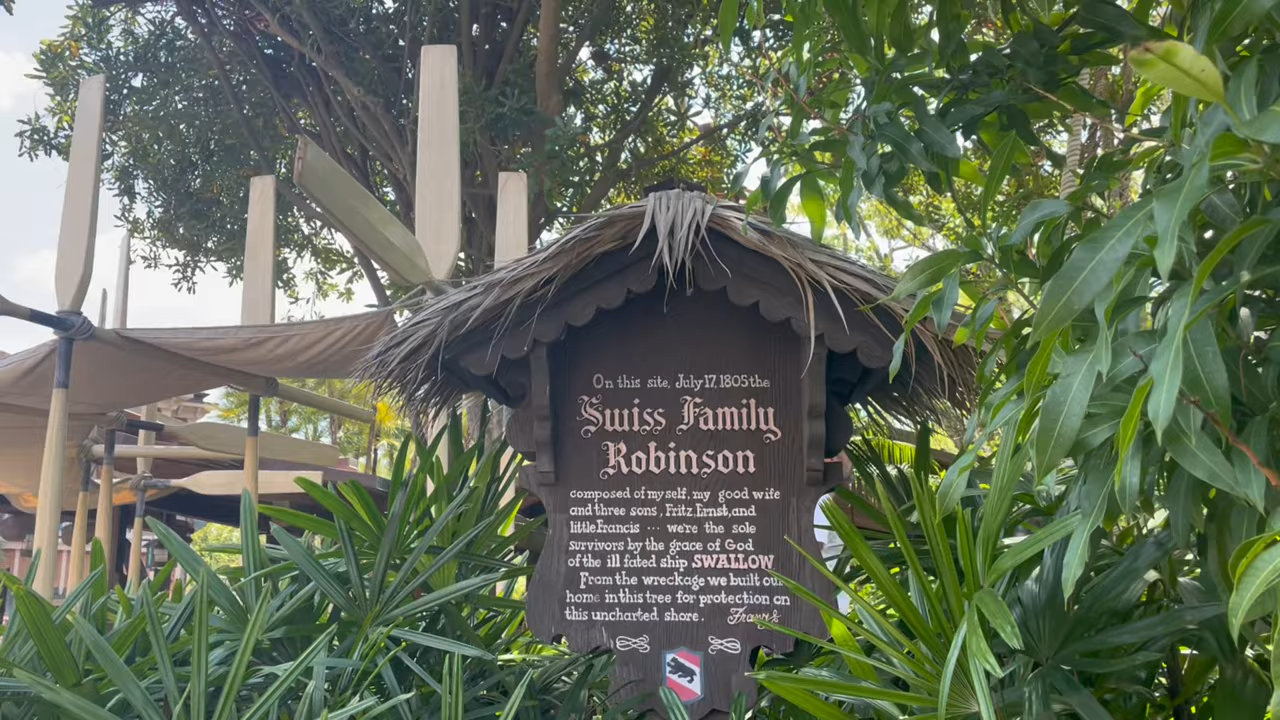 On this site, July 17, 1805 the
Swiss Family
Robinson
composed of myself, my good wife
and three sons, Fritz, Ernst, and
little Francis ... were the sole
survivors by the grace of God
of the ill fated ship SWALLOW
From the wreckage we built our
home in this tree for protection on
this uncharted shore. Franz